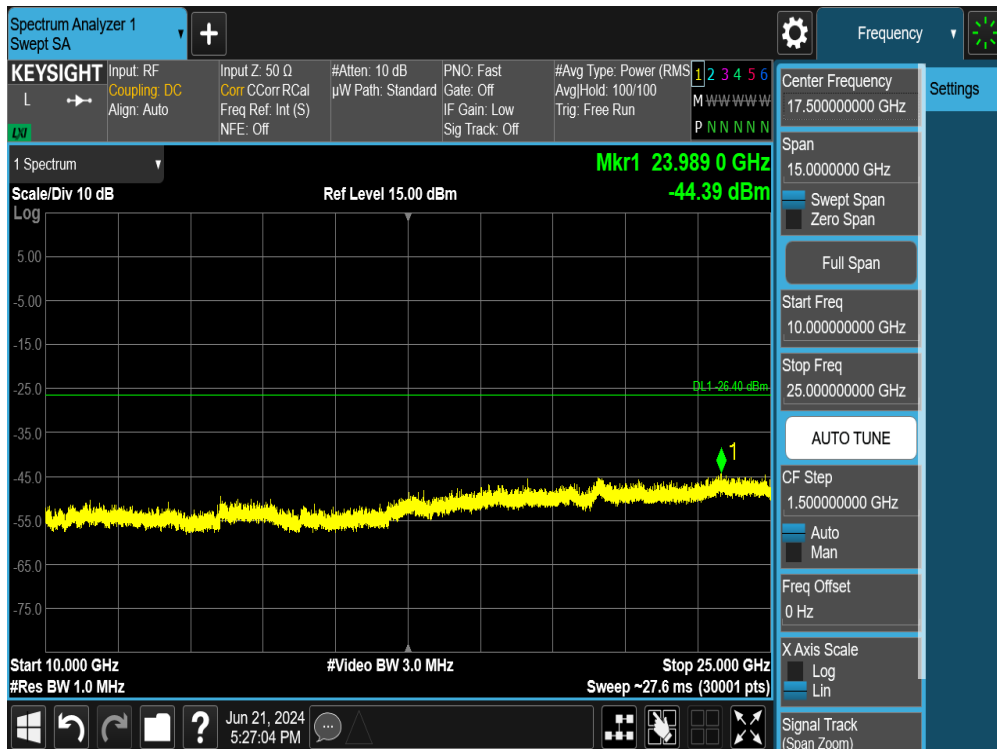 Spectrum Analyzer 1
Swept SA
+
Frequency
KEYSIGHT
L
LXI
Input: RF
Coupling: DC
Align: Auto
Input Z: 50 Ω
Corr CCorr RCal
Freq Ref: Int (S)
NFE: Off
#Atten: 10 dB
µW Path: Standard
PNO: Fast
Gate: Off
IF Gain: Low
Sig Track: Off
#Avg Type: Power (RMS
Avg|Hold: 100/100
Trig: Free Run
1 2 3 4 5 6
M W W W W W
P N N N N N
1 Spectrum
Mkr1 23.989 0 GHz
-44.39 dBm
Scale/Div 10 dB
Ref Level 15.00 dBm
Log
5.00
-5.00
-15.0
-25.0
-35.0
-45.0
-55.0
-65.0
-75.0
DL1 -26.40 dBm
1
Start 10.000 GHz
#Video BW 3.0 MHz
Stop 25.000 GHz
#Res BW 1.0 MHz
Sweep ~27.6 ms (30001 pts)
Center Frequency
17.500000000 GHz
Span
15.0000000 GHz
Swept Span
Zero Span
Full Span
Start Freq
10.000000000 GHz
Stop Freq
25.000000000 GHz
AUTO TUNE
CF Step
1.500000000 GHz
Auto
Man
Freq Offset
0 Hz
X Axis Scale
Log
Lin
Signal Track
(Span Zoom)
Settings
?
Jun 21, 2024
5:27:04 PM